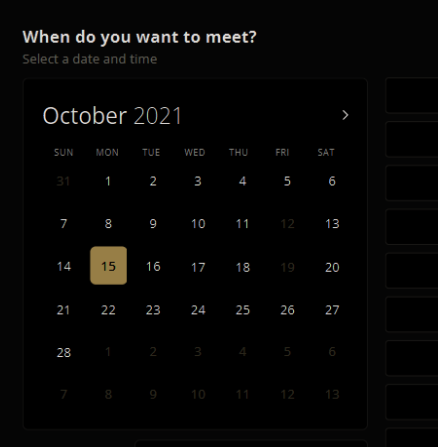 When do you want to meet?
Select a date and time
October 2021
SUN MON TUE WED THU FRI SAT
31 1 2 3 4 5 6
7 8 9 10 11 12 13
14 15 16 17 18 19 20
21 22 23 24 25 26 27
28 1 2 3 4 5 6
7 8 9 10 11 12 13